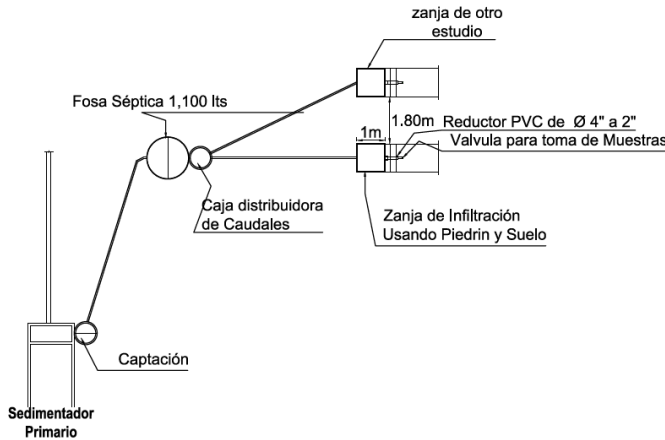 zanja de otro
estudio
Fosa Séptica 1,100 lts
1.80m
Reductor PVC de Ø 4" a 2"
1m
Valvula para toma de Muestras
Caja distribuidora
de Caudales
Zanja de Infiltración
Usando Piedrin y Suelo
Captación
Sedimentador
Primario